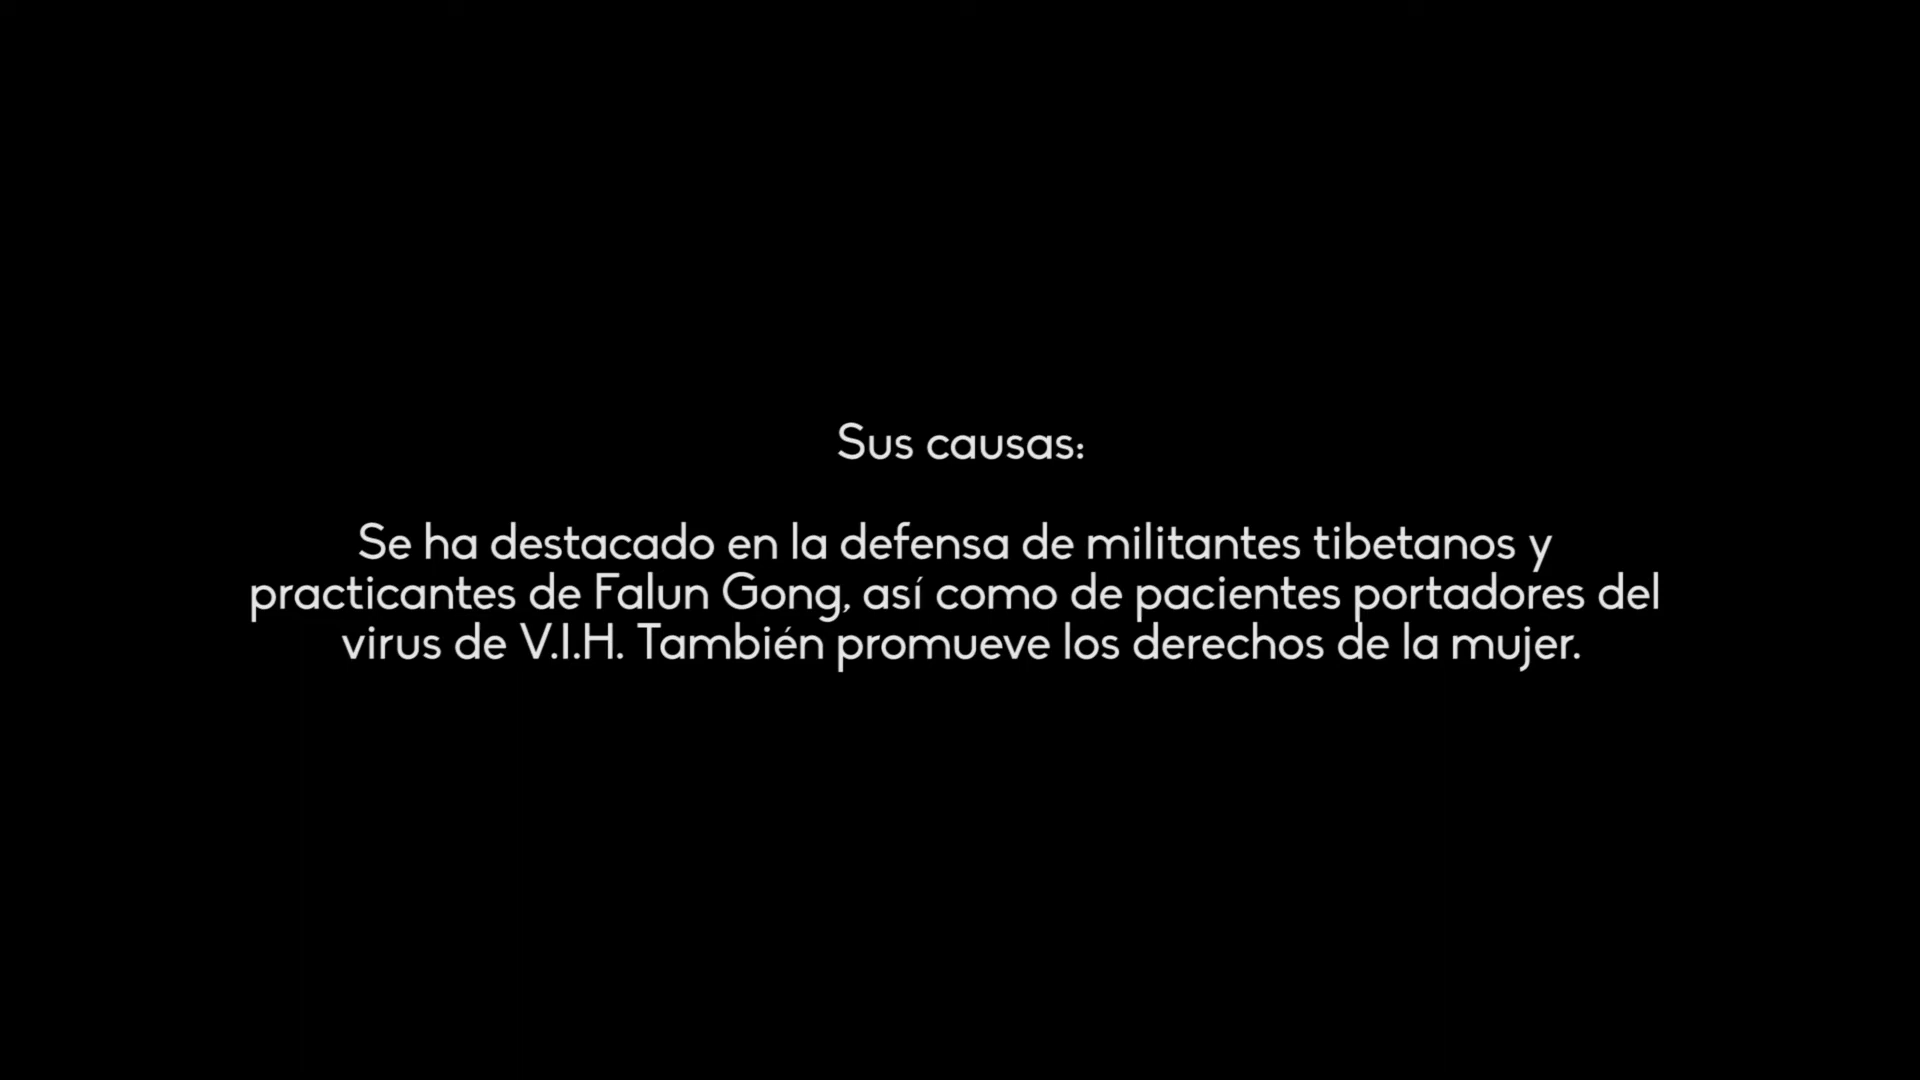 Sus causas:
Se ha destacado en la defensa de militantes tibetanos y
practicantes de Falun Gong, así como de pacientes portadores del
virus de V.I.H. También promueve los derechos de la mujer.